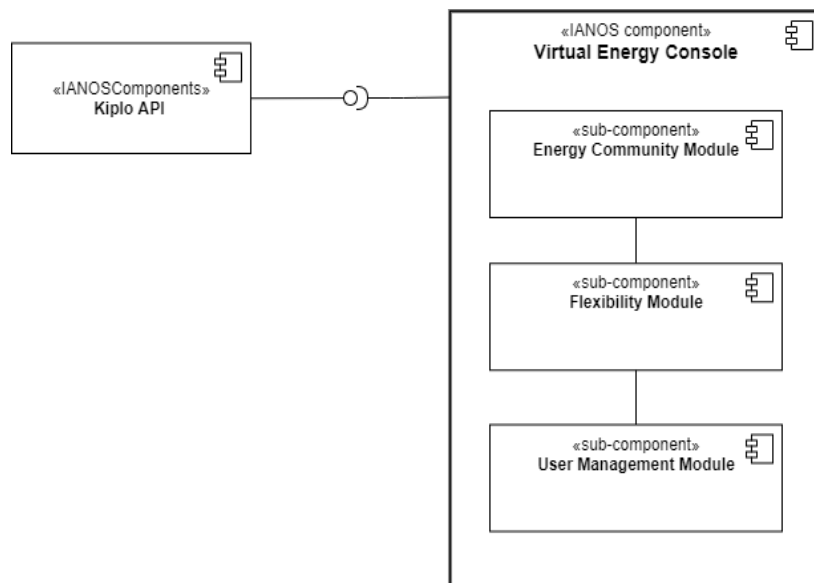 «IANOSComponents»
Kiplo API
«IANOS component»
Virtual Energy Console
«sub-component»
Energy Community Module
«sub-component»
Flexibility Module
«sub-component»
User Management Module